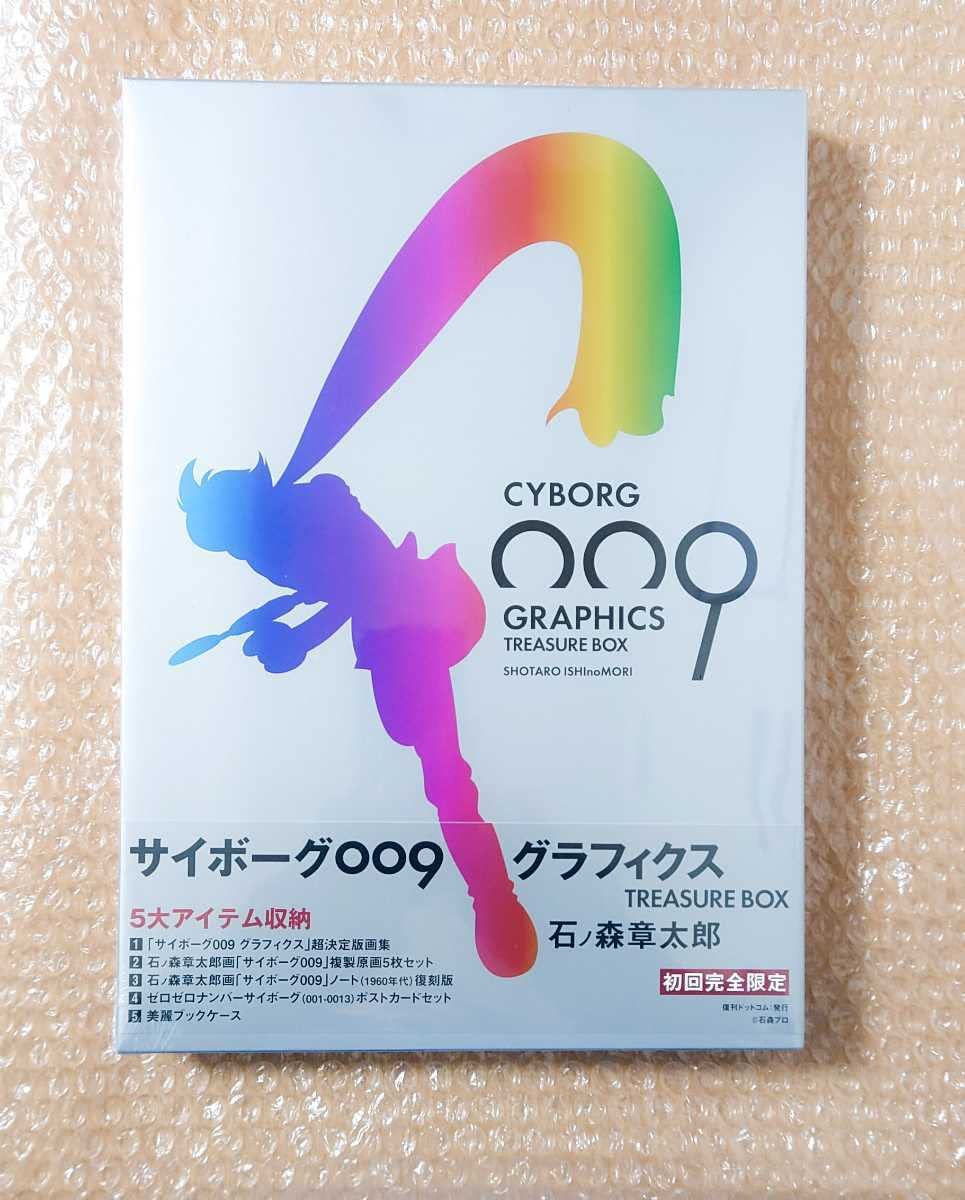 CYBORG
009
GRAPHICS
TREASURE BOX
SHOTARO ISHInoMORI
サイボーグ009 グラフィクス
TREASURE BOX
5大アイテム収納
石ノ森章太郎
1 「サイボーグ009 グラフィクス」超決定版画集
2 石ノ森章太郎画「サイボーグ009」複製原画5枚セット
3 石ノ森章太郎画「サイボーグ009」ノート(1960年代)復刻版
4 ゼロゼロナンバーサイボーグ(001-0013)ポストカードセット
5 美麗ブックケース
初回完全限定
復刊ドットコム:発行
©石森プロ